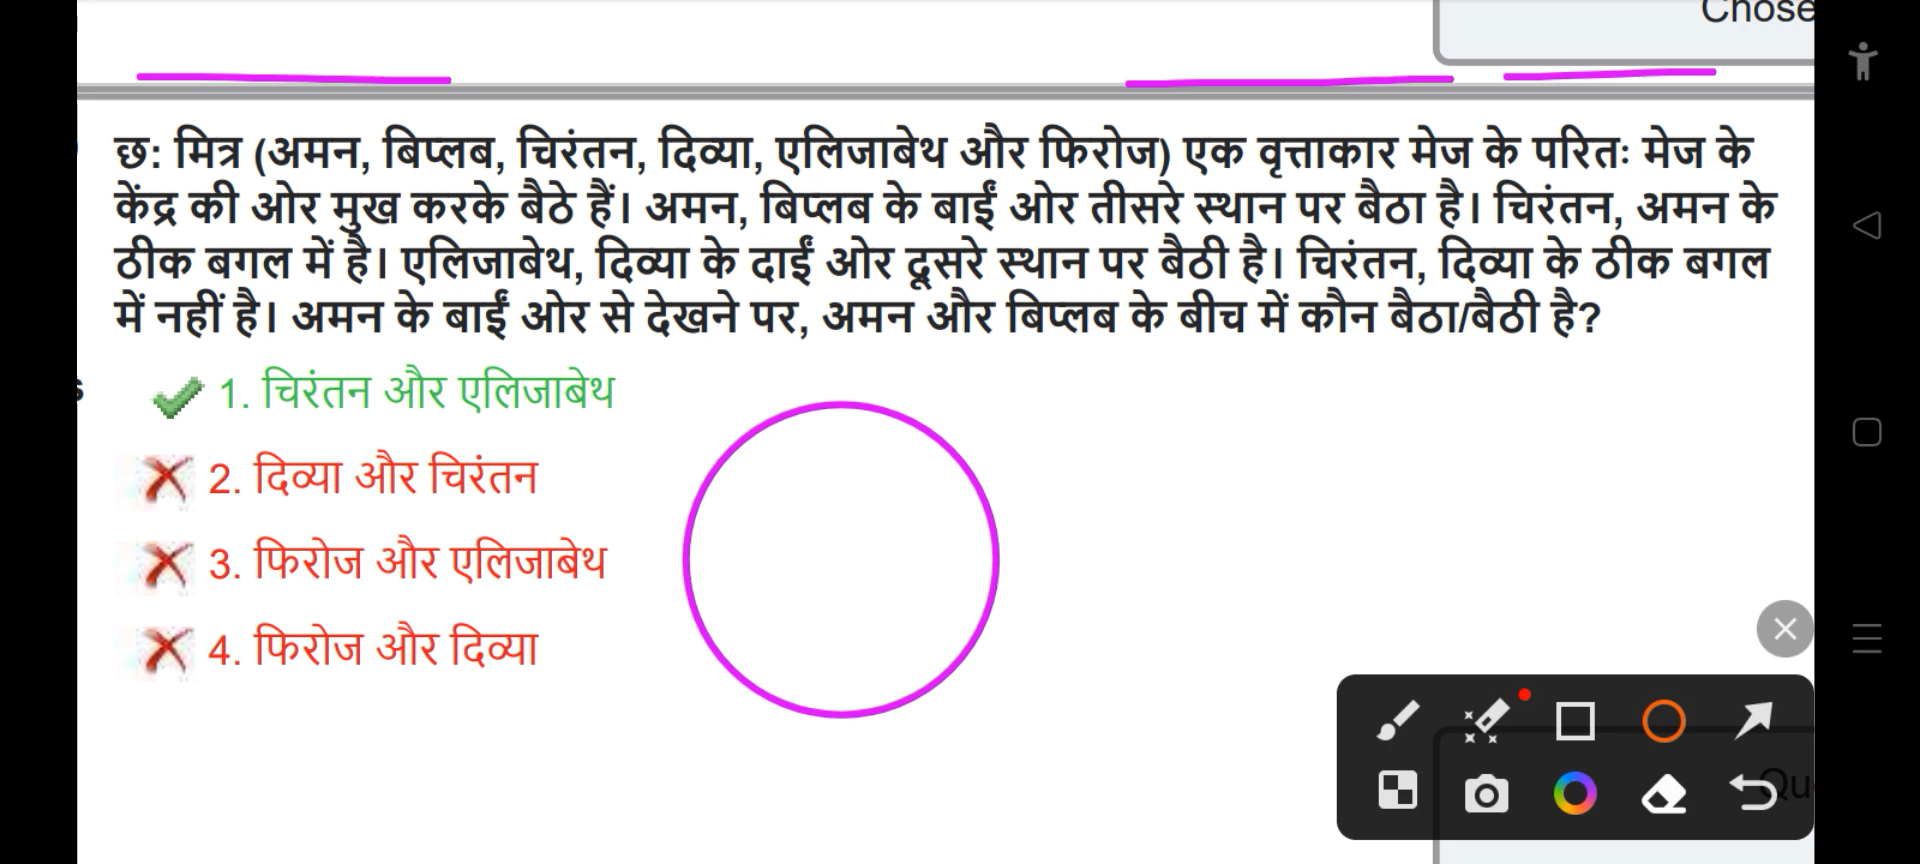 Chose
छः मित्र (अमन, बिप्लब, चिरंतन, दिव्या, एलिजाबेथ और फिरोज) एक वृत्ताकार मेज के परितः मेज के
केंद्र की ओर मुख करके बैठे हैं। अमन, बिप्लब के बाईं ओर तीसरे स्थान पर बैठा है। चिरंतन, अमन के
ठीक बगल में है। एलिजाबेथ, दिव्या के दाईं ओर दूसरे स्थान पर बैठी है। चिरंतन, दिव्या के ठीक बगल
में नहीं है। अमन के बाईं ओर से देखने पर, अमन और बिप्लब के बीच में कौन बैठा/बैठी है?
1. चिरंतन और एलिजाबेथ
2. दिव्या और चिरंतन
3. फिरोज और एलिजाबेथ
4. फिरोज और दिव्या
Qu